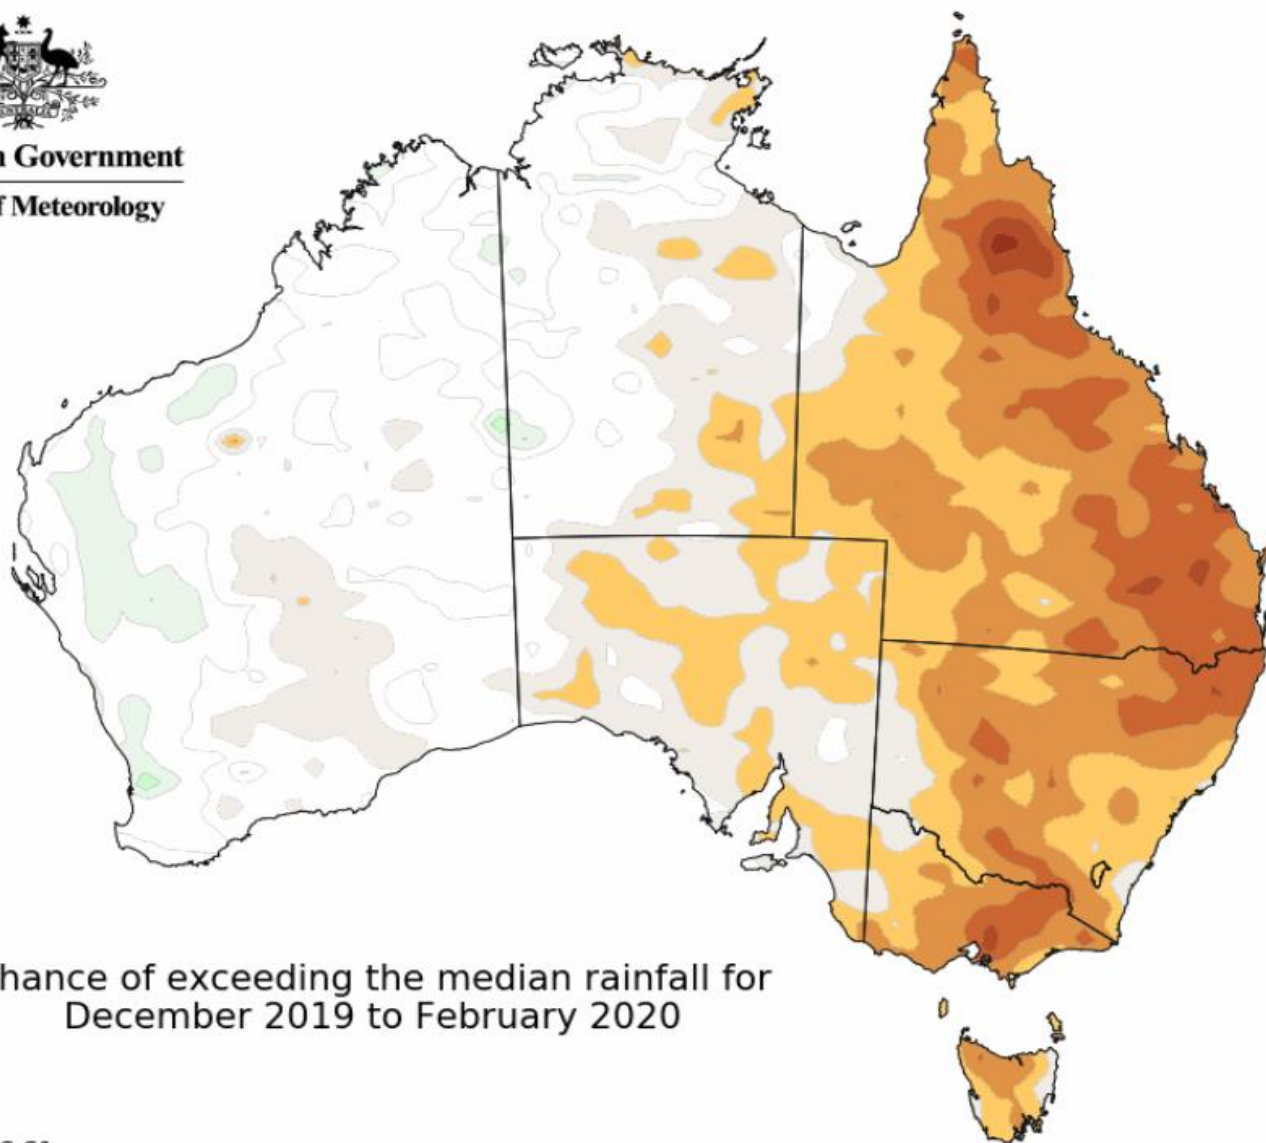 Government
Meteorology
hance of exceeding the median rainfall for
December 2019 to February 2020